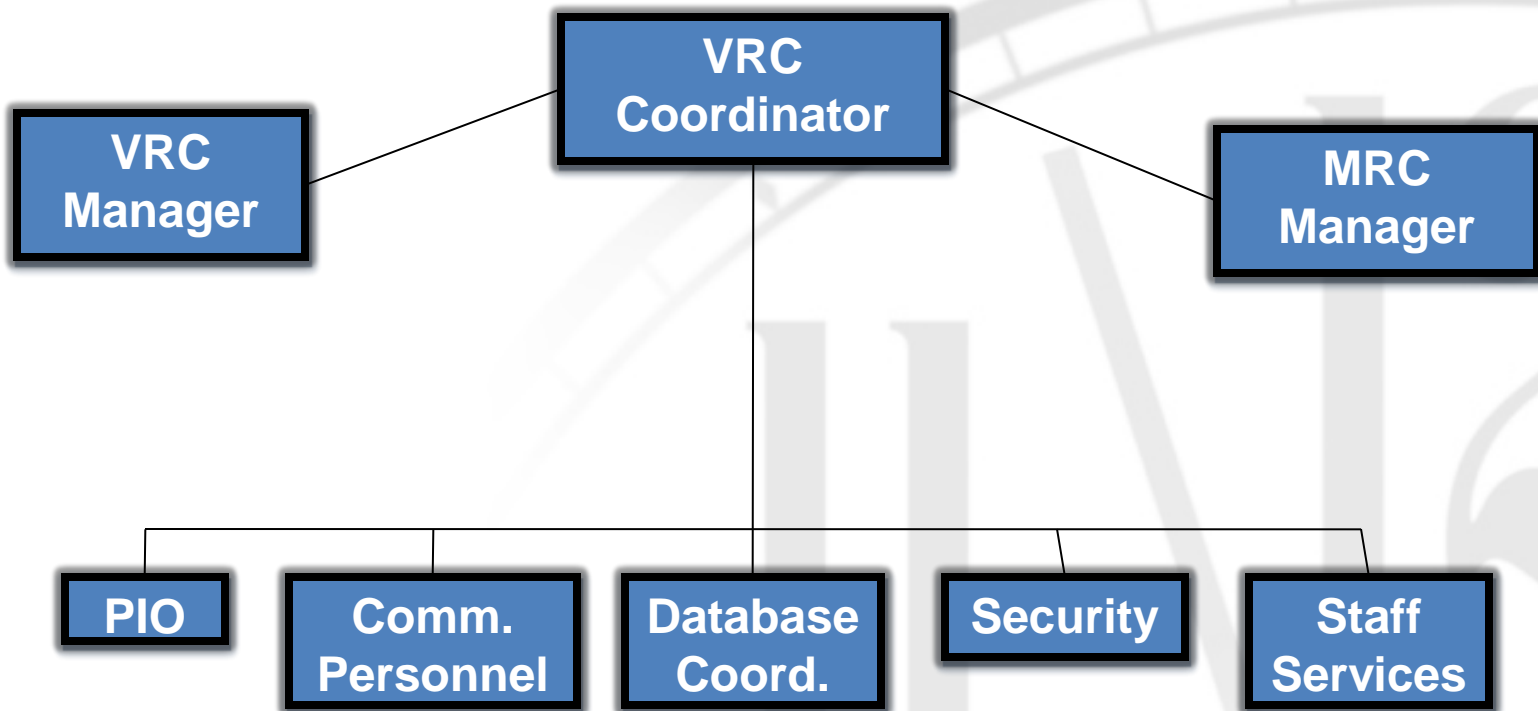 VRC
Coordinator
VRC
Manager
MRC
Manager
PIO
Comm.
Personnel
Database
Coord.
Security
Staff
Services